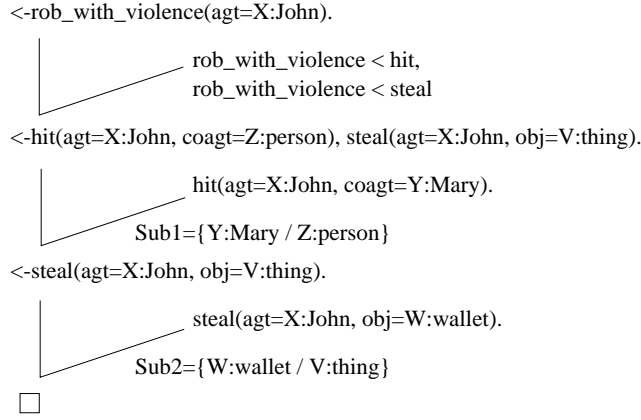 <-rob_with_violence(agt=X:John).
rob_with_violence < hit,
rob_with_violence < steal
<-hit(agt=X:John, coagt=Z:person), steal(agt=X:John, obj=V:thing).
hit(agt=X:John, coagt=Y:Mary).
Sub1={Y:Mary / Z:person}
<-steal(agt=X:John, obj=V:thing).
steal(agt=X:John, obj=W:wallet).
Sub2={W:wallet / V:thing}